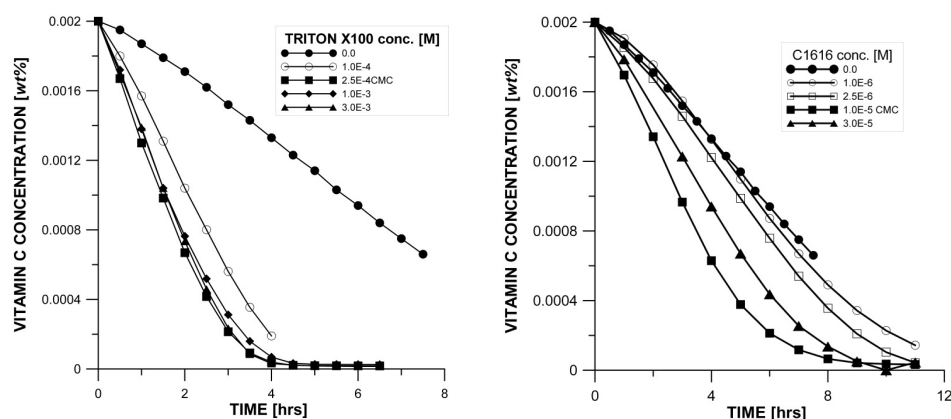 0.002
0.0016
0.0012
0.0008
0.0004
0
VITAMIN C CONCENTRATION [wt%]
TRITON X100 conc. [M]
0.0
1.0E-4
2.5E-4CMC
1.0E-3
3.0E-3
0 2 4 6 8
TIME [hrs]
0.002
0.0016
0.0012
0.0008
0.0004
0
VITAMIN C CONCENTRATION [wt%]
C1616 conc. [M]
0.0
1.0E-6
2.5E-6
1.0E-5 CMC
3.0E-5
0 4 8 12
TIME [hrs]